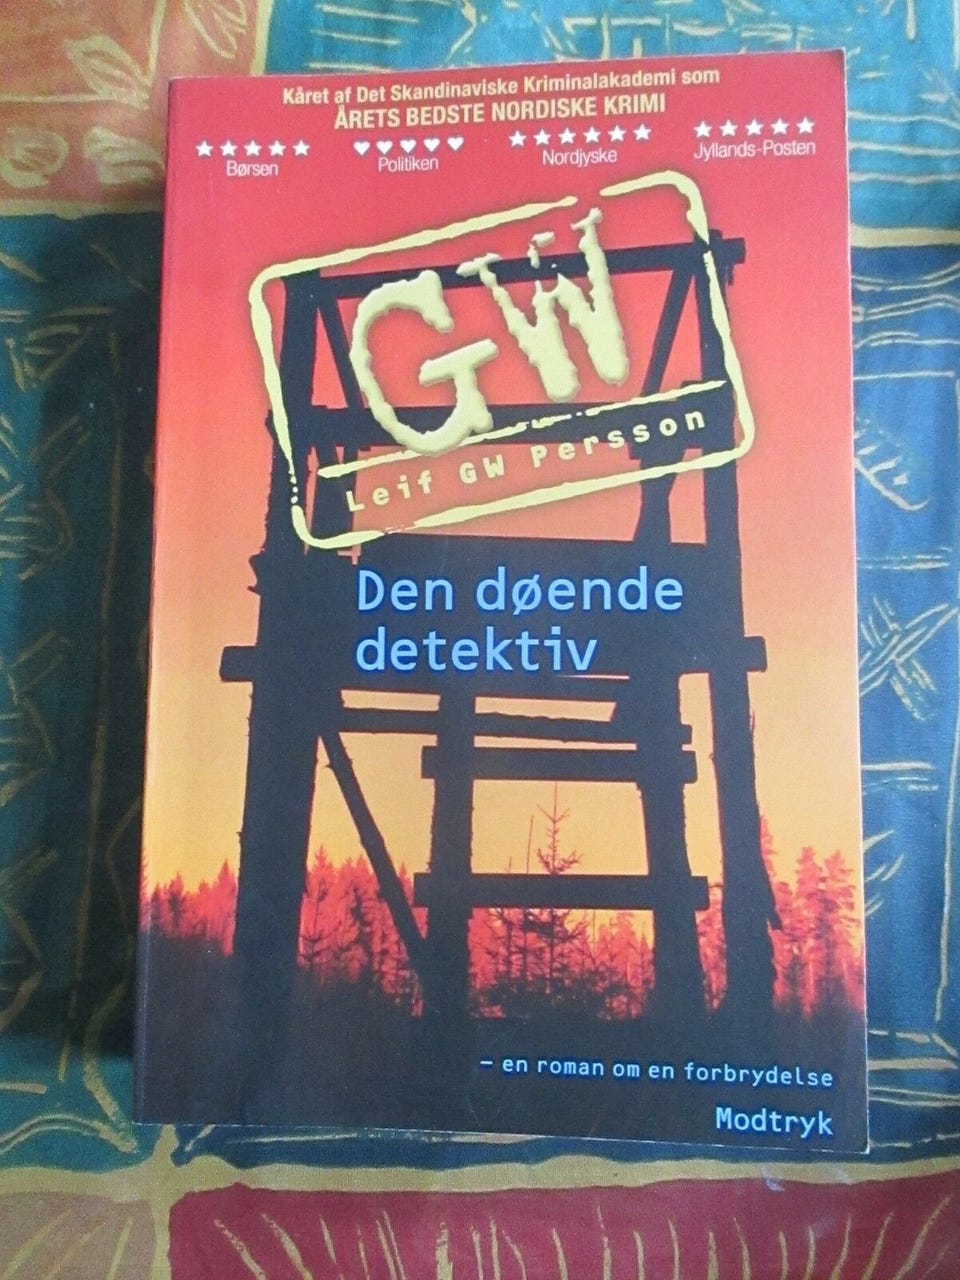 Kåret af Det Skandinaviske Kriminalakademi som
ÅRETS BEDSTE NORDISKE KRIMI
★★★★★ ♥♥♥♥♥ ★★★★★★ ★★★★★
Børsen Politiken Nordjyske Jyllands-Posten
GW
Leif GW Persson
Den døende
detektiv
– en roman om en forbrydelse
Modtryk